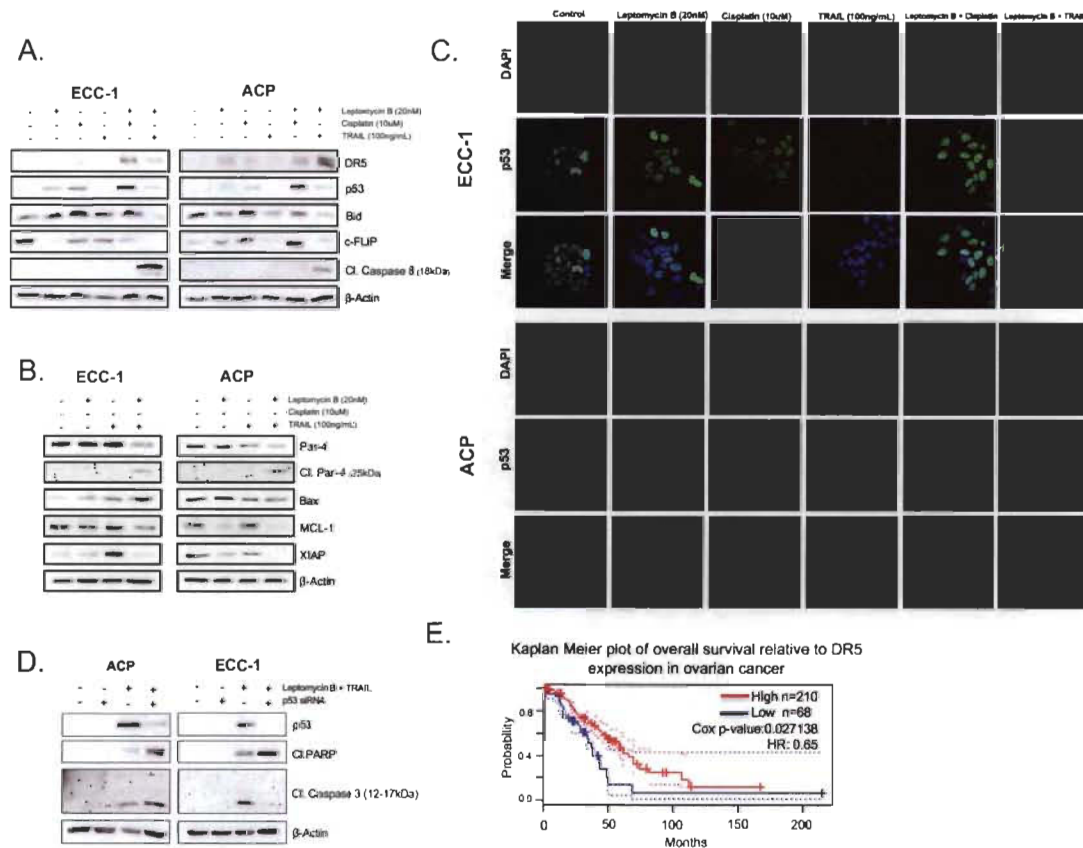 A.
ECC-1 ACP
- + - - + + - + - - + + Leptomycin B (20nM)
- - + - + - - - + - + - Cisplatin (10uM)
- - - + - + - - - + - + TRAIL (100ng/mL)
DR5
p53
Bid
c-FLIP
Cl. Caspase 8 (18kDa)
β-Actin
B.
ECC-1 ACP
- + - + - + - + Leptomycin B (20nM)
- - - - - - - - Cisplatin (10uM)
- - + + - - + + TRAIL (100ng/mL)
Par-4
Cl. Par-4 (25kDa)
Bax
MCL-1
XIAP
β-Actin
C.
Control Leptomycin B (20nM) Cisplatin (10uM) TRAIL (100ng/mL) Leptomycin B + Cisplatin Leptomycin B + TRAIL
ECC-1
DAPI
p53
Merge
ACP
DAPI
p53
Merge
D.
ACP ECC-1
- - + + - - + + Leptomycin B + TRAIL
- + - + - + - + p53 siRNA
p53
Cl.PARP
Cl. Caspase 3 (12-17kDa)
β-Actin
E.
Kaplan Meier plot of overall survival relative to DR5
expression in ovarian cancer
High n=210
Low n=68
Cox p-value:0.027138
HR: 0.65
Probability
0.8
0.4
0.0
0 50 100 150 200
Months